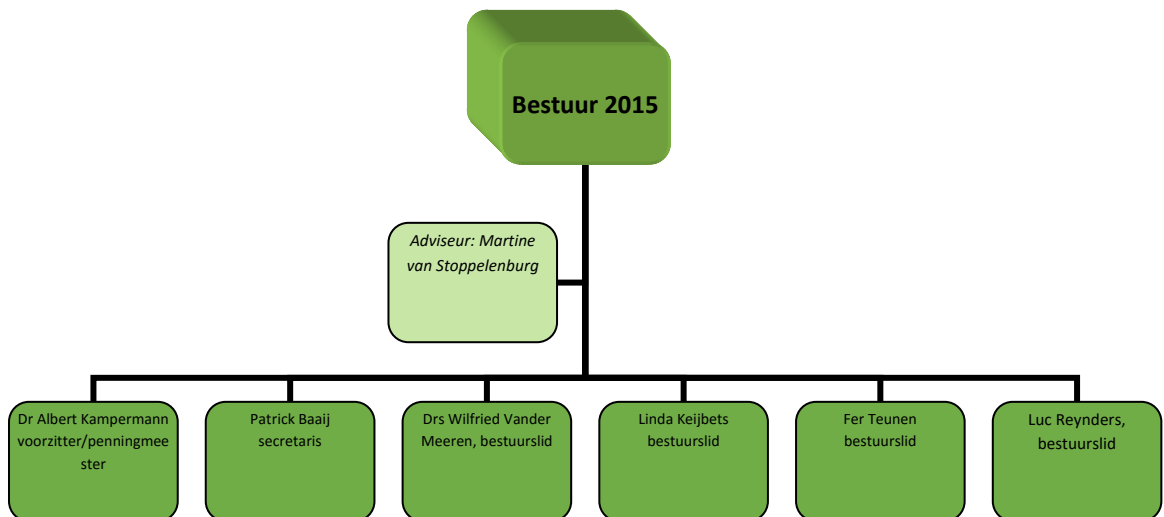 Bestuur 2015
Adviseur: Martine
van Stoppelenburg
Dr Albert Kampermann
voorzitter/penningmee
ster
Patrick Baaij
secretaris
Drs Wilfried Vander
Meeren, bestuurslid
Linda Keijbets
bestuurslid
Fer Teunen
bestuurslid
Luc Reynders,
bestuurslid